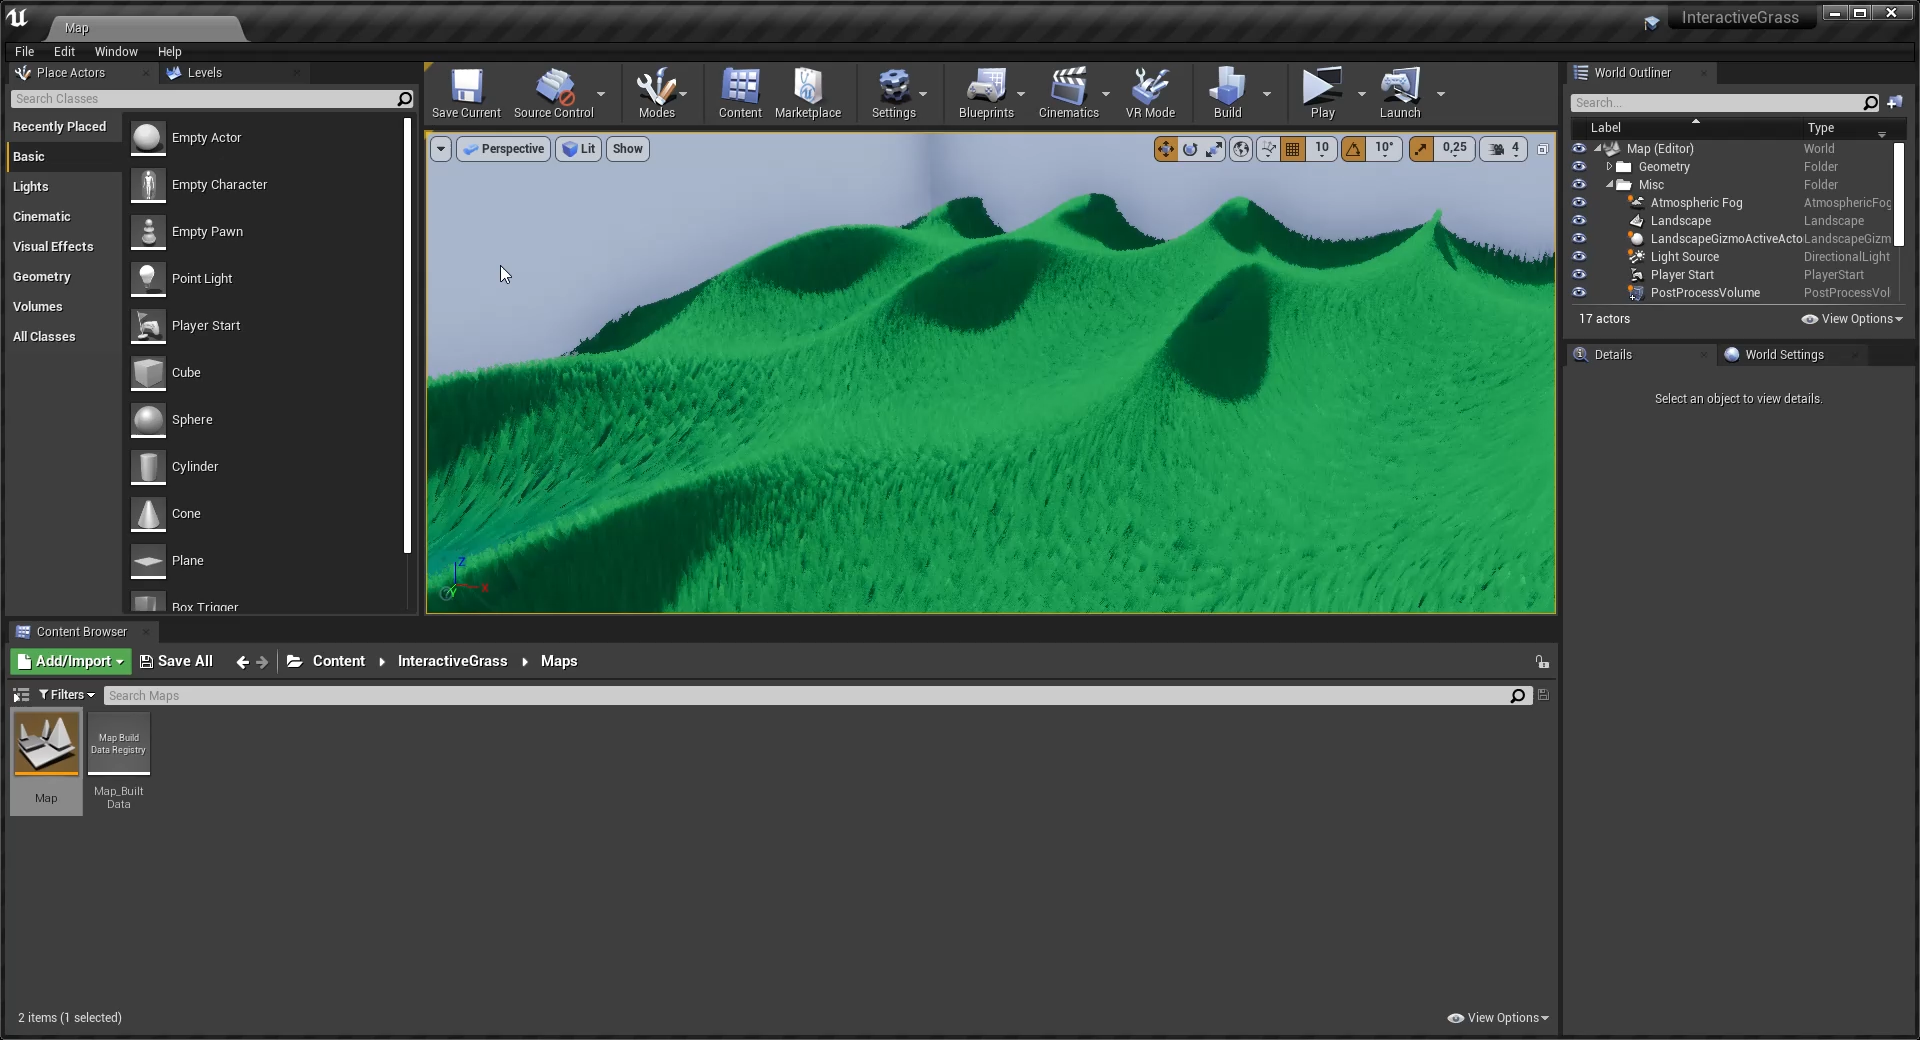 Map
InteractiveGrass
File Edit Window Help
Place Actors
Levels
Search Classes
Recently Placed
Basic
Lights
Cinematic
Visual Effects
Geometry
Volumes
All Classes
Empty Actor
Empty Character
Empty Pawn
Point Light
Player Start
Cube
Sphere
Cylinder
Cone
Plane
Box Trigger
Save Current
Source Control
Modes
Content
Marketplace
Settings
Blueprints
Cinematics
VR Mode
Build
Play
Launch
Perspective
Lit
Show
10
10°
0,25
4
Z
X
Y
World Outliner
Search...
Label Type
Map (Editor) World
Geometry Folder
Misc Folder
Atmospheric Fog AtmosphericFog
Landscape Landscape
LandscapeGizmoActiveActo LandscapeGizm
Light Source DirectionalLight
Player Start PlayerStart
PostProcessVolume PostProcessVol
17 actors
View Options
Details
World Settings
Select an object to view details.
Content Browser
Add/Import
Save All
Content
InteractiveGrass
Maps
Filters
Search Maps
Map Build
Data Registry
Map
Map_Built
Data
2 items (1 selected)
View Options